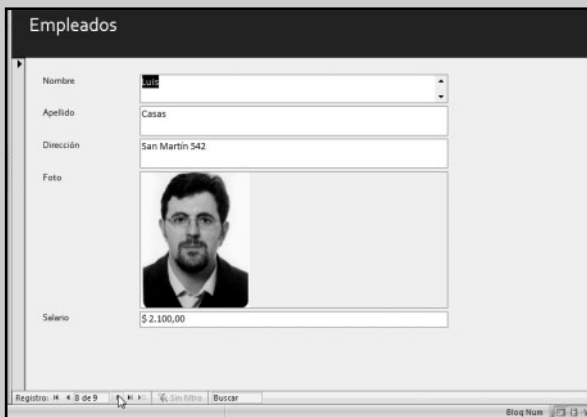 Empleados
Nombre Luis
Apellido Casas
Dirección San Martín 542
Foto
Salario $ 2.100,00
Registro: 8 de 9 Sin filtro Buscar
Bloq Num